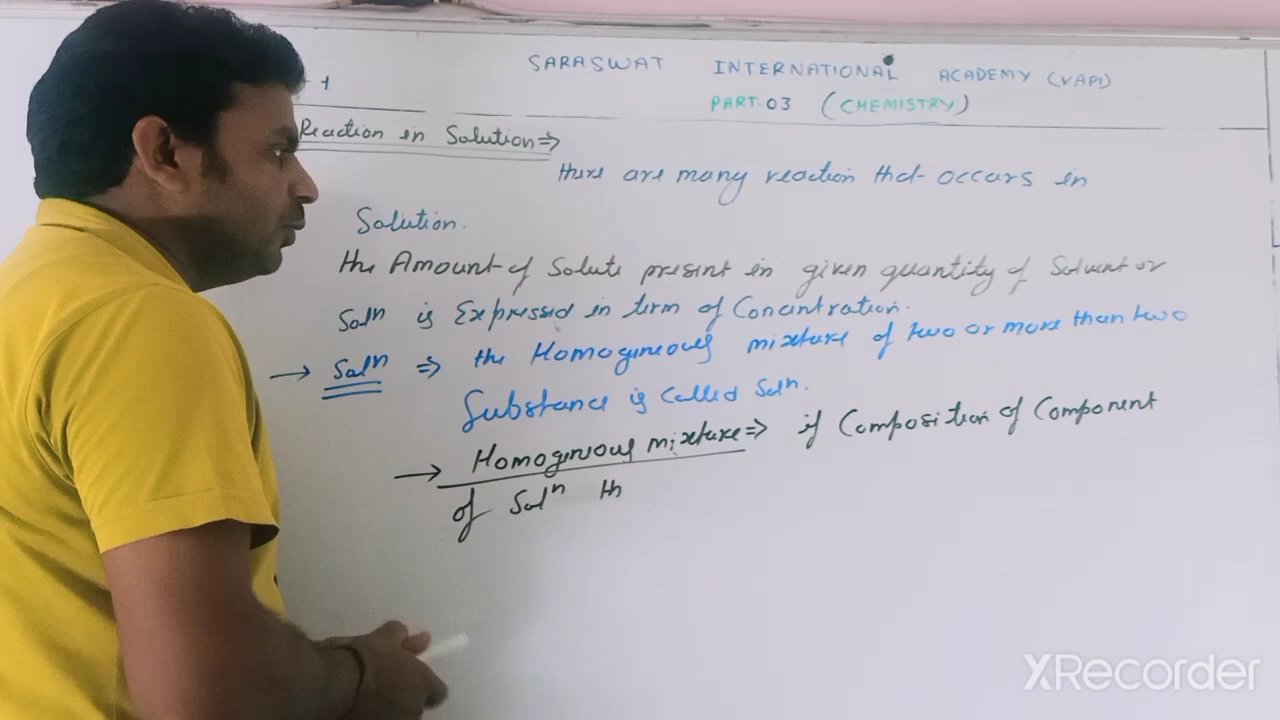 SARASWAT INTERNATIONAL ACADEMY (VAPI)
1
PART-03 (CHEMISTRY)
Reaction in Solution ⇒
there are many reaction that occurs in
Solution.
the Amount of Solute present in given quantity of Solvent or
Solⁿ is Expressed in term of Concentration.
→ Solⁿ ⇒ the Homogineous mixture of two or more than two
Substance is called Solⁿ.
→ Homoginous mixture ⇒ if Composition of Component
of Solⁿ th
XRecorder